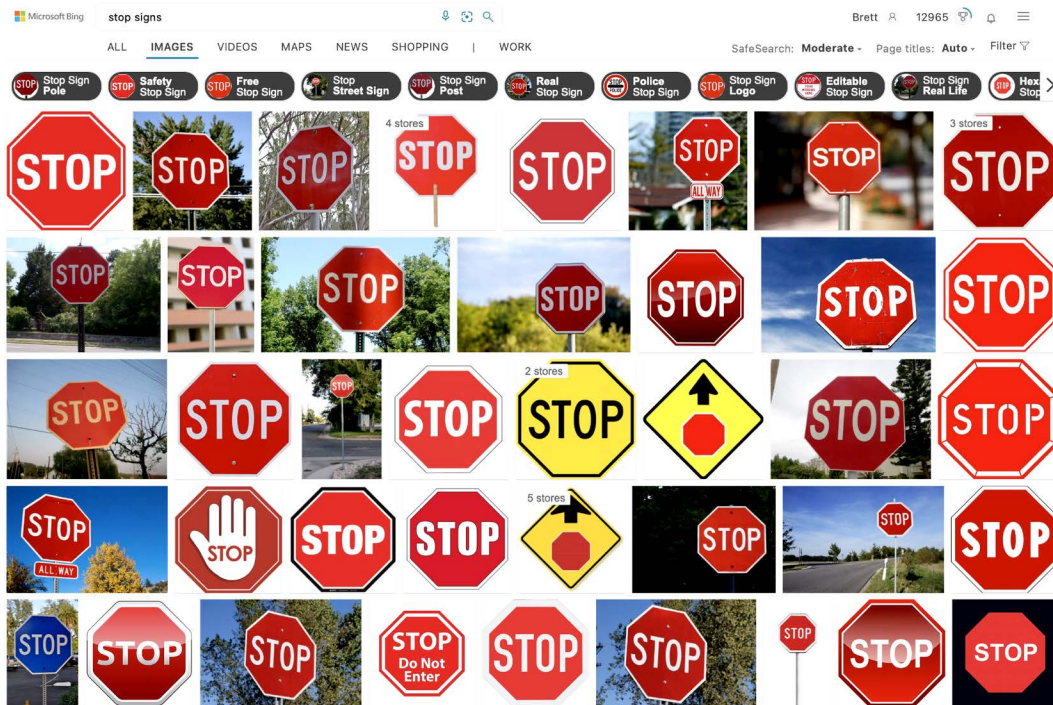 Microsoft Bing
stop signs
Brett
12965
ALL
IMAGES
VIDEOS
MAPS
NEWS
SHOPPING
|
WORK
SafeSearch: Moderate
Page titles: Auto
Filter
Stop Sign
Pole
Safety
Stop Sign
Free
Stop Sign
Stop
Street Sign
Stop Sign
Post
Real
Stop Sign
Police
Stop Sign
Stop Sign
Logo
Editable
Stop Sign
Stop Sign
Real Life
Hex
Stop
STOP
STOP
STOP
4 stores
STOP
STOP
STOP
ALL WAY
STOP
3 stores
STOP
STOP
STOP
STOP
STOP
STOP
STOP
STOP
STOP
STOP
STOP
STOP
2 stores
STOP
STOP
STOP
STOP
ALL WAY
STOP
STOP
STOP
5 stores
STOP
STOP
STOP
STOP
STOP
STOP
STOP
Do Not
Enter
STOP
STOP
STOP
STOP
STOP